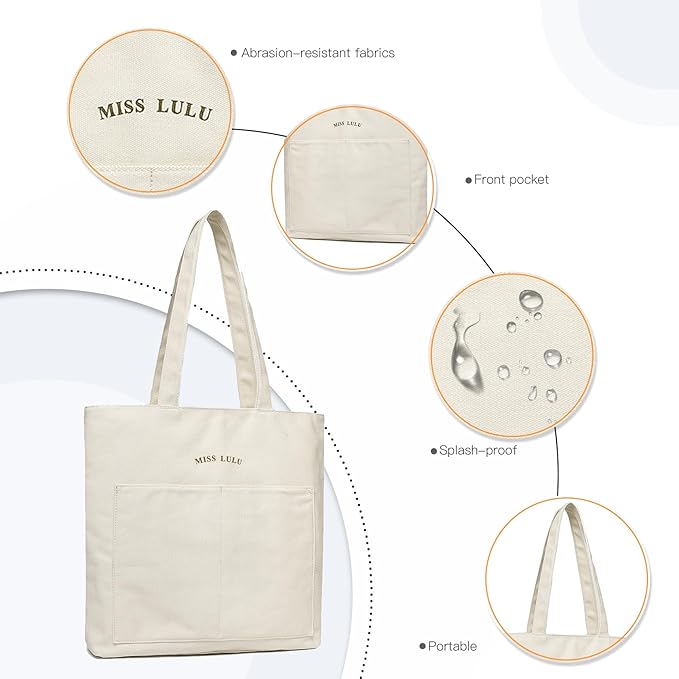 Abrasion-resistant fabrics
MISS LULU
MISS LULU
Front pocket
Splash-proof
MISS LULU
Portable